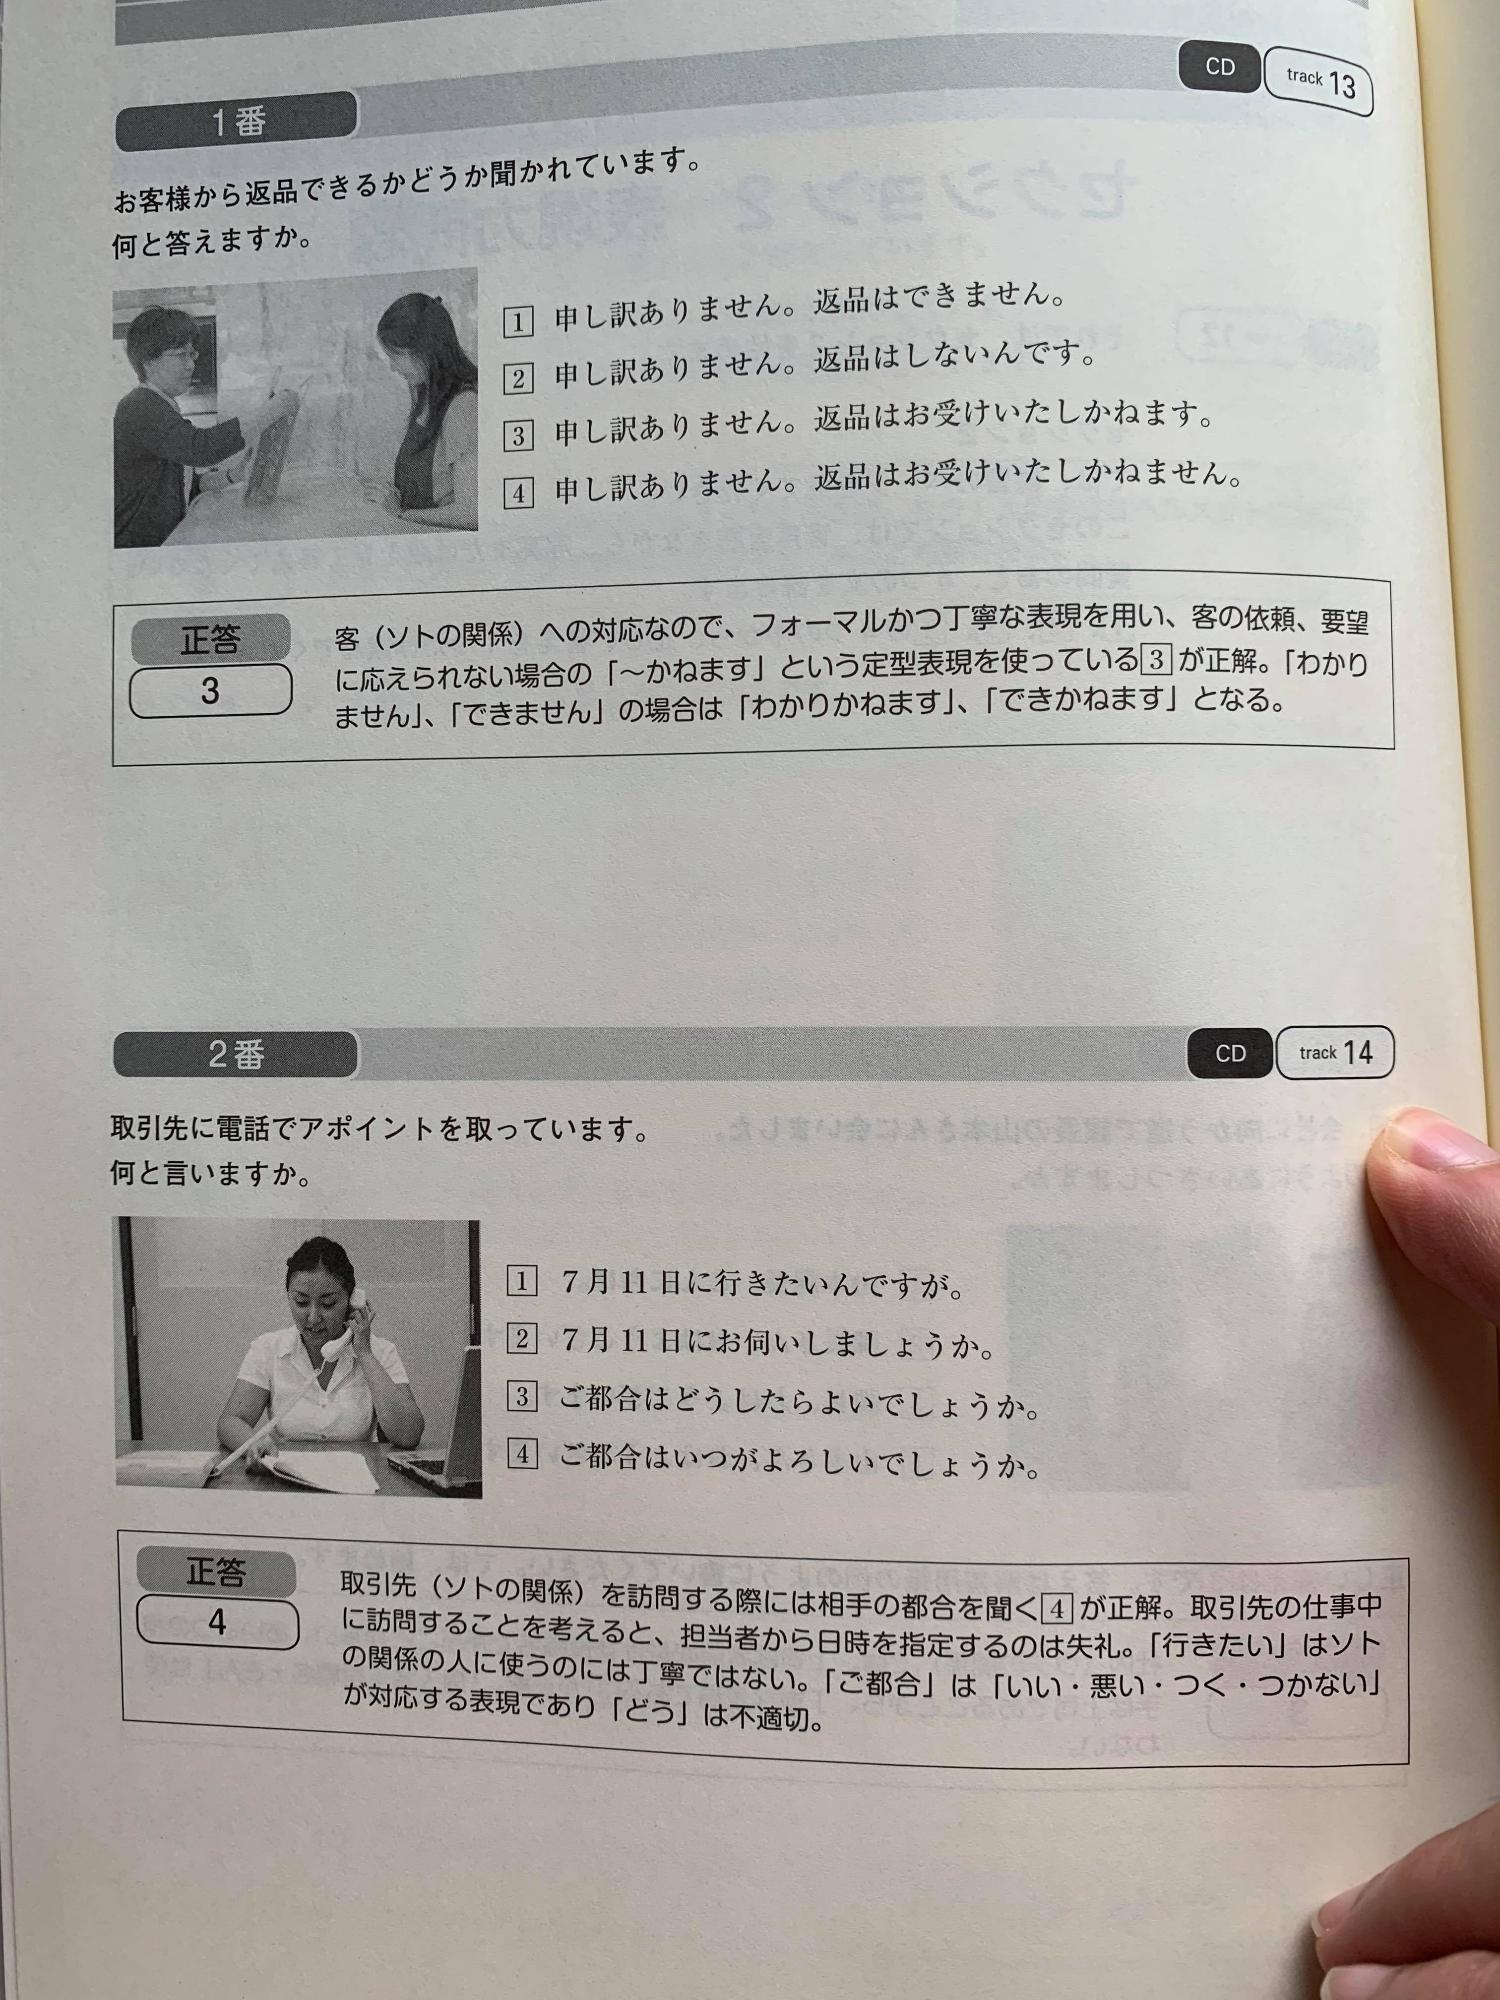 CD track 13
1番
お客様から返品できるかどうか聞かれています。
何と答えますか。
1 申し訳ありません。返品はできません。
2 申し訳ありません。返品はしないんです。
3 申し訳ありません。返品はお受けいたしかねます。
4 申し訳ありません。返品はお受けいたしかねません。
正答
3
客（ソトの関係）への対応なので、フォーマルかつ丁寧な表現を用い、客の依頼、要望
に応えられない場合の「～かねます」という定型表現を使っている3が正解。「わかり
ません」、「できません」の場合は「わかりかねます」、「できかねます」となる。
2番
CD track 14
取引先に電話でアポイントを取っています。
何と言いますか。
1 7月11日に行きたいんですが。
2 7月11日にお伺いしましょうか。
3 ご都合はどうしたらよいでしょうか。
4 ご都合はいつがよろしいでしょうか。
正答
4
取引先（ソトの関係）を訪問する際には相手の都合を聞く4が正解。取引先の仕事中
に訪問することを考えると、担当者から日時を指定するのは失礼。「行きたい」はソト
の関係の人に使うのには丁寧ではない。「ご都合」は「いい・悪い・つく・つかない」
が対応する表現であり「どう」は不適切。